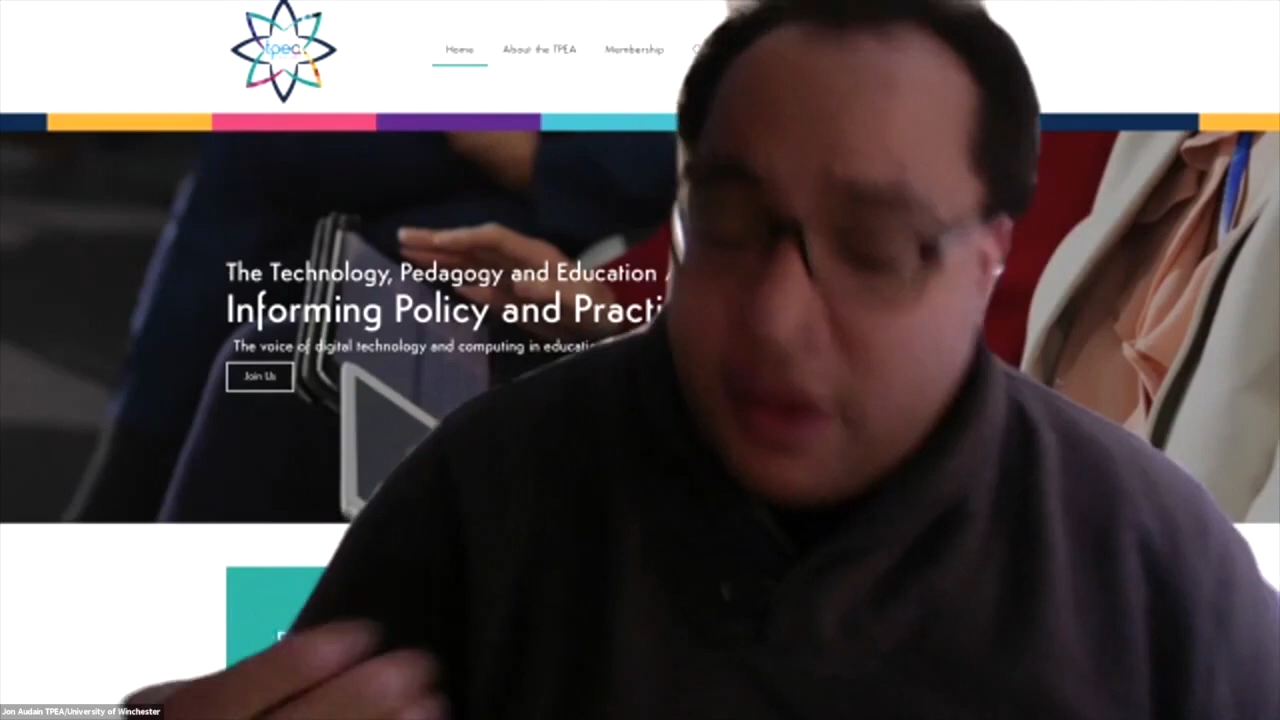 tpea
Home About the TPEA Membership
The Technology, Pedagogy and Education
Informing Policy and Practi
The voice of digital technology and computing in educatio
Join Us
Jon Audain TPEA/University of Winchester